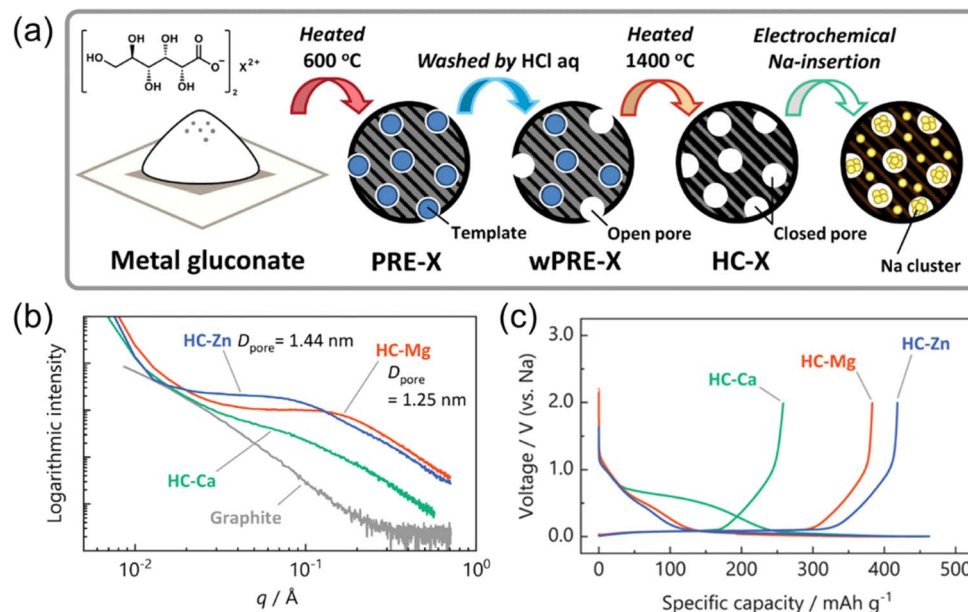 (a)
OH
OH
O
HO
O⁻
OH
OH
X²⁺
2
Heated
600 °C
Washed by HCl aq
Heated
1400 °C
Electrochemical
Na-insertion
Template
Open pore
Closed pore
Na cluster
Metal gluconate
PRE-X
wPRE-X
HC-X
(b)
Logarithmic intensity
HC-Zn Dpore= 1.44 nm
HC-Mg
Dpore
= 1.25 nm
HC-Ca
Graphite
10⁻²
10⁻¹
10⁰
q / Å
(c)
Voltage / V (vs. Na)
3.0
2.0
1.0
0.0
HC-Ca
HC-Mg
HC-Zn
0
100
200
300
400
500
Specific capacity / mAh g⁻¹